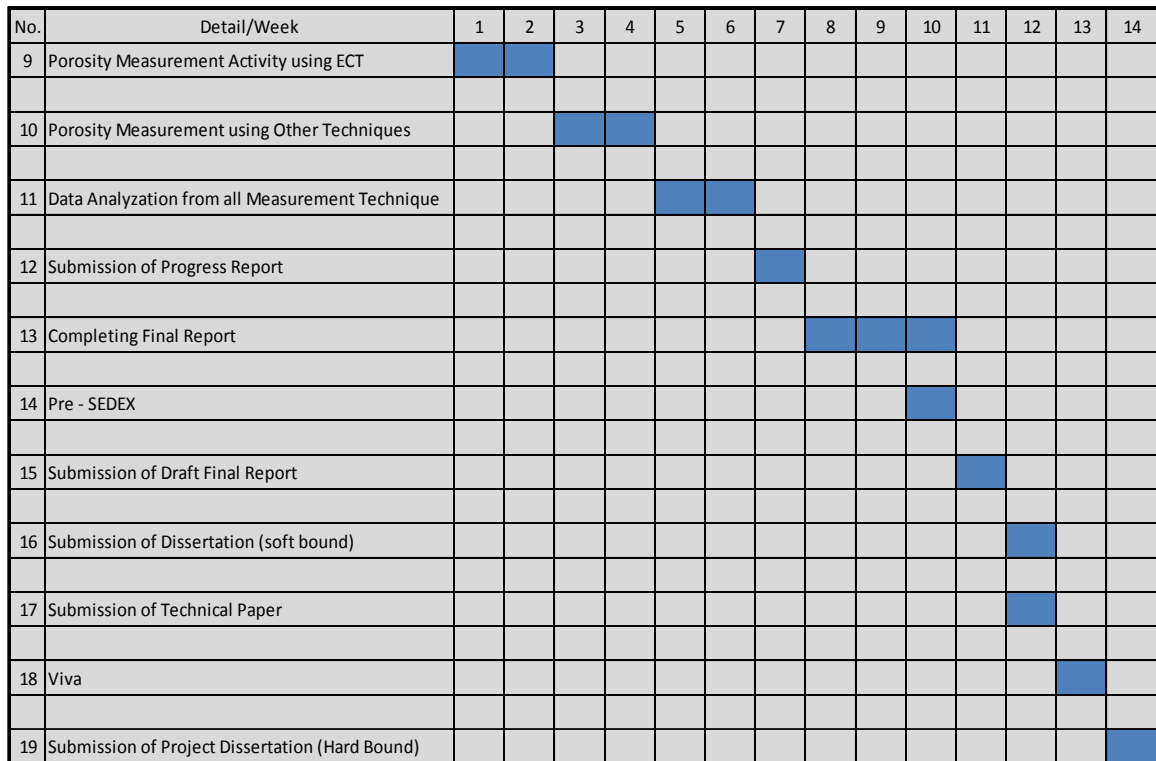 No. Detail/Week 1 2 3 4 5 6 7 8 9 10 11 12 13 14
9 Porosity Measurement Activity using ECT
10 Porosity Measurement using Other Techniques
11 Data Analyzation from all Measurement Technique
12 Submission of Progress Report
13 Completing Final Report
14 Pre - SEDEX
15 Submission of Draft Final Report
16 Submission of Dissertation (soft bound)
17 Submission of Technical Paper
18 Viva
19 Submission of Project Dissertation (Hard Bound)